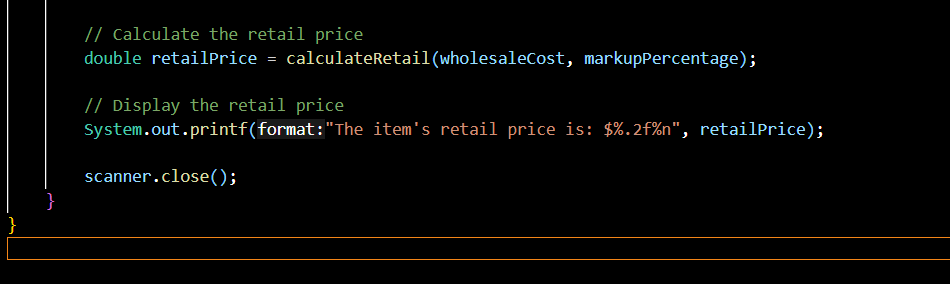 // Calculate the retail price
double retailPrice = calculateRetail(wholesaleCost, markupPercentage);
// Display the retail price
System.out.printf(format:"The item's retail price is: $%.2f%n", retailPrice);
scanner.close();
}
}